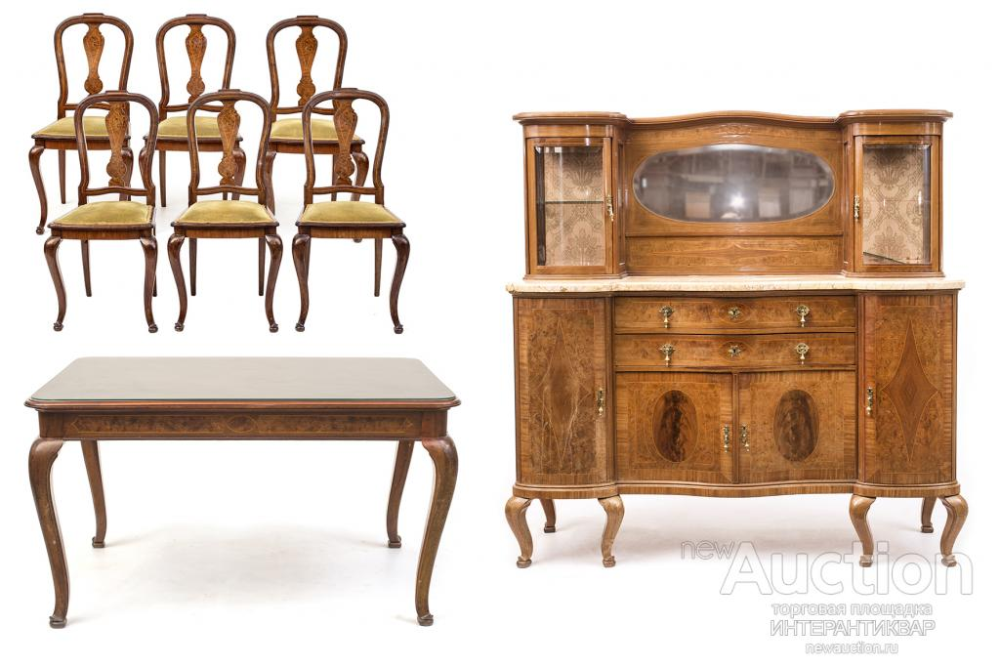 newAuction
торговая площадка
ИНТЕРАНТИКВАР
newauction.ru